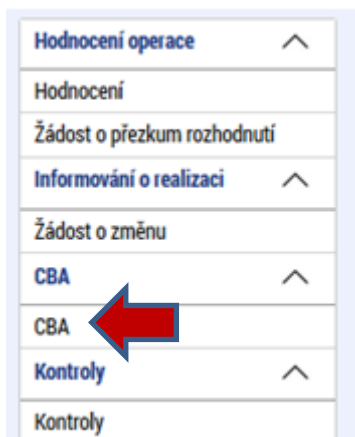 Hodnocení operace
Hodnocení
Žádost o přezkum rozhodnutí
Informování o realizaci
Žádost o změnu
CBA
CBA
Kontroly
Kontroly